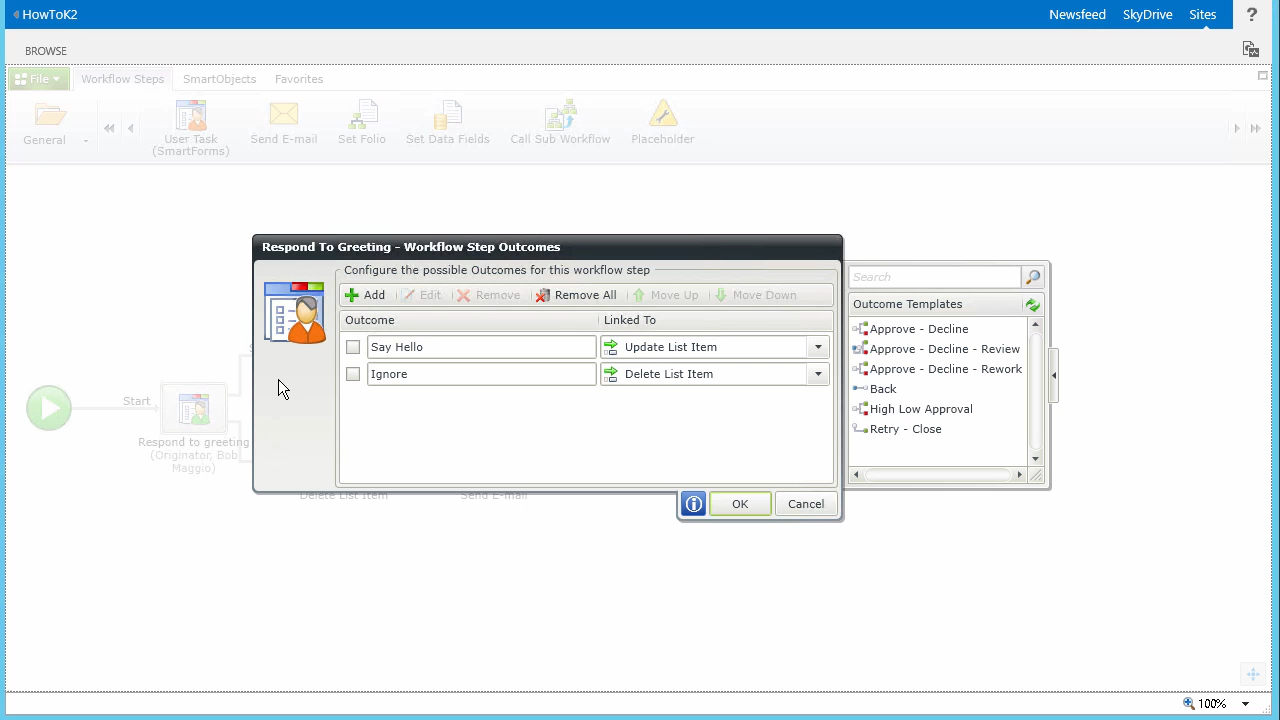 HowToK2
Newsfeed SkyDrive Sites ?
BROWSE
File Workflow Steps SmartObjects Favorites
General
User Task
(SmartForms)
Send E-mail
Set Folio
Set Data Fields
Call Sub Workflow
Placeholder
Start
Respond to greeting
(Originator, Bob
Maggio)
Delete List Item
Send E-mail
Respond To Greeting - Workflow Step Outcomes
Configure the possible Outcomes for this workflow step
Add Edit Remove Remove All Move Up Move Down
Outcome Linked To
Say Hello Update List Item
Ignore Delete List Item
OK Cancel
Search
Outcome Templates
Approve - Decline
Approve - Decline - Review
Approve - Decline - Rework
Back
High Low Approval
Retry - Close
100%